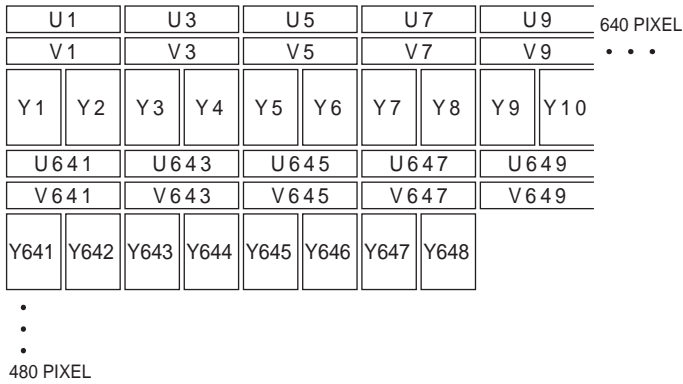 U1 U3 U5 U7 U9 640 PIXEL
V1 V3 V5 V7 V9 • • •
Y1 Y2 Y3 Y4 Y5 Y6 Y7 Y8 Y9 Y10
U641 U643 U645 U647 U649
V641 V643 V645 V647 V649
Y641 Y642 Y643 Y644 Y645 Y646 Y647 Y648
•
•
•
480 PIXEL